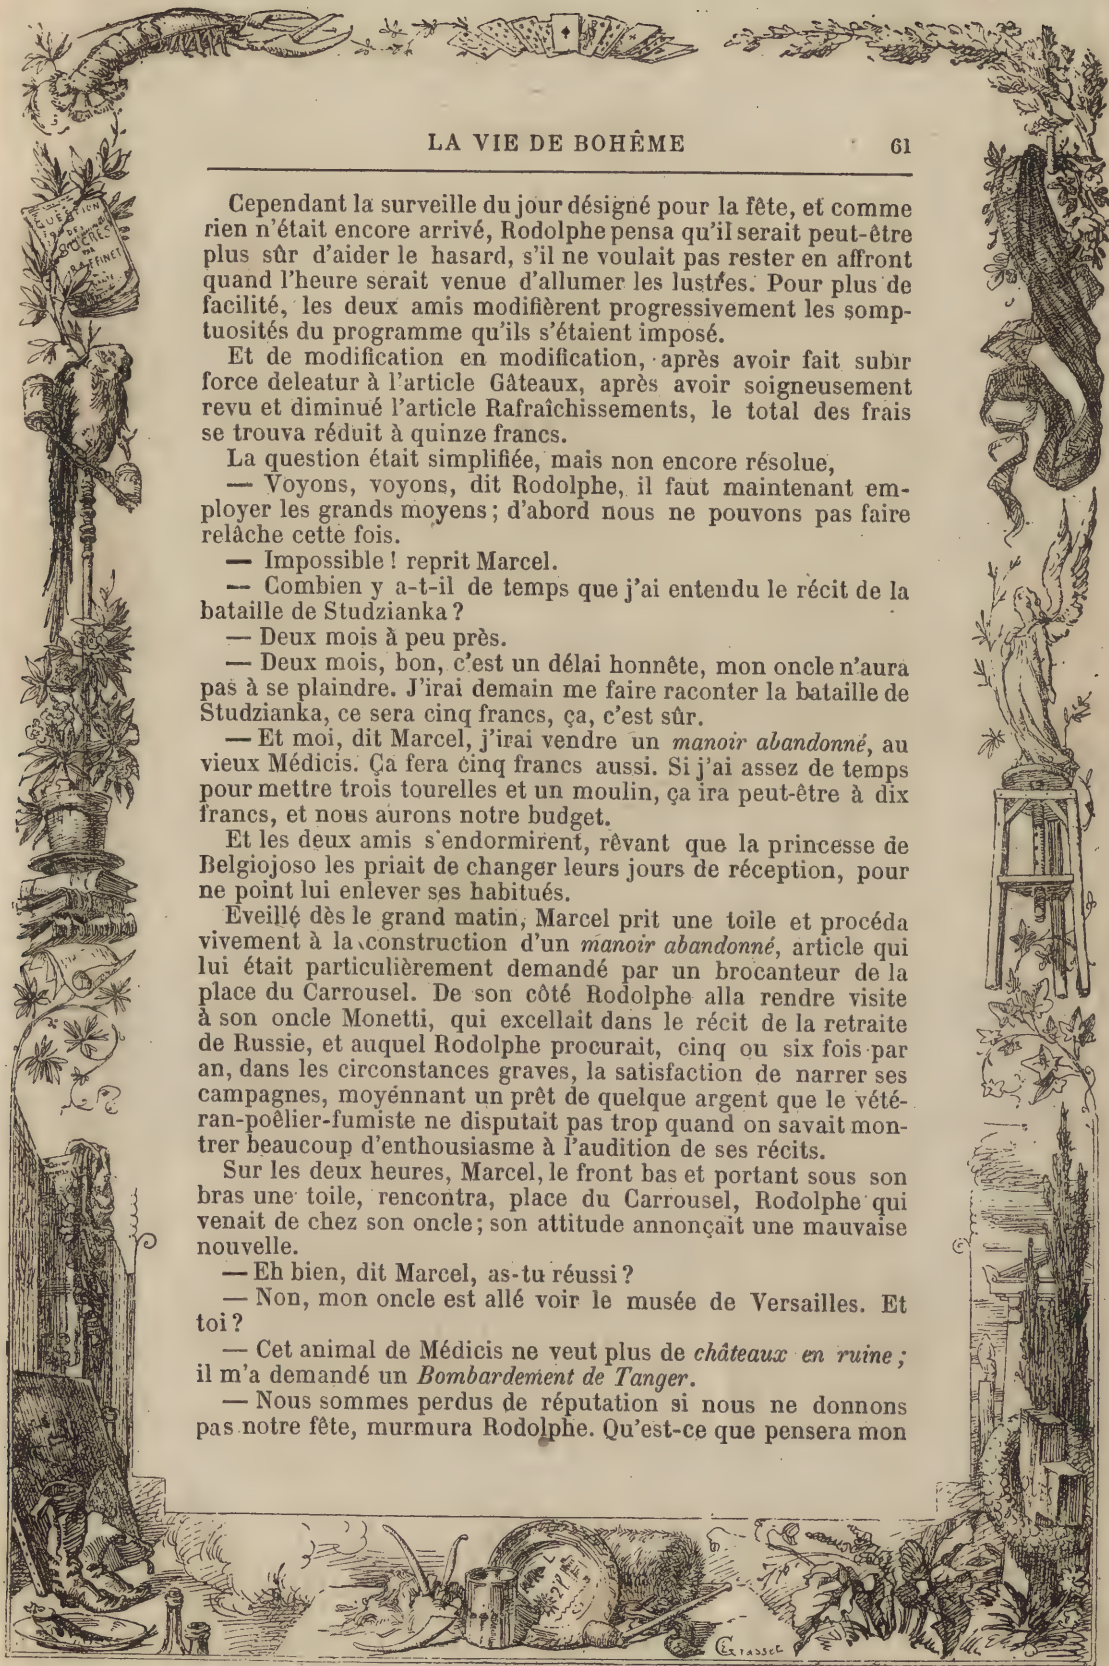 LA VIE DE BOHÊME 61
Cependant la surveille du jour désigné pour la fête, et comme
rien n'était encore arrivé, Rodolphe pensa qu'il serait peut-être
plus sûr d'aider le hasard, s'il ne voulait pas rester en affront
quand l'heure serait venue d'allumer les lustres. Pour plus de
facilité, les deux amis modifièrent progressivement les somp-
tuosités du programme qu'ils s'étaient imposé.
Et de modification en modification, après avoir fait subir
force deleatur à l'article Gâteaux, après avoir soigneusement
revu et diminué l'article Rafraîchissements, le total des frais
se trouva réduit à quinze francs.
La question était simplifiée, mais non encore résolue,
— Voyons, voyons, dit Rodolphe, il faut maintenant em-
ployer les grands moyens; d'abord nous ne pouvons pas faire
relâche cette fois.
— Impossible ! reprit Marcel.
— Combien y a-t-il de temps que j'ai entendu le récit de la
bataille de Studzianka ?
— Deux mois à peu près.
— Deux mois, bon, c'est un délai honnête, mon oncle n'aura
pas à se plaindre. J'irai demain me faire raconter la bataille de
Studzianka, ce sera cinq francs, ça, c'est sûr.
— Et moi, dit Marcel, j'irai vendre un manoir abandonné, au
vieux Médicis. Ça fera cinq francs aussi. Si j'ai assez de temps
pour mettre trois tourelles et un moulin, ça ira peut-être à dix
francs, et nous aurons notre budget.
Et les deux amis s'endormirent, rêvant que la princesse de
Belgiojoso les priait de changer leurs jours de réception, pour
ne point lui enlever ses habitués.
Eveillé dès le grand matin, Marcel prit une toile et procéda
vivement à la construction d'un manoir abandonné, article qui
lui était particulièrement demandé par un brocanteur de la
place du Carrousel. De son côté Rodolphe alla rendre visite
à son oncle Monetti, qui excellait dans le récit de la retraite
de Russie, et auquel Rodolphe procurait, cinq ou six fois par
an, dans les circonstances graves, la satisfaction de narrer ses
campagnes, moyénnant un prêt de quelque argent que le vété-
ran-poêlier-fumiste ne disputait pas trop quand on savait mon-
trer beaucoup d'enthousiasme à l'audition de ses récits.
Sur les deux heures, Marcel, le front bas et portant sous son
bras une toile, rencontra, place du Carrousel, Rodolphe qui
venait de chez son oncle; son attitude annonçait une mauvaise
nouvelle.
— Eh bien, dit Marcel, as-tu réussi ?
— Non, mon oncle est allé voir le musée de Versailles. Et
toi ?
— Cet animal de Médicis ne veut plus de châteaux en ruine;
il m'a demandé un Bombardement de Tanger.
— Nous sommes perdus de réputation si nous ne donnons
pas notre fête, murmura Rodolphe. Qu'est-ce que pensera mon
QUESTION
DES
SUCRES
PAR
RAFFINET
Grasset